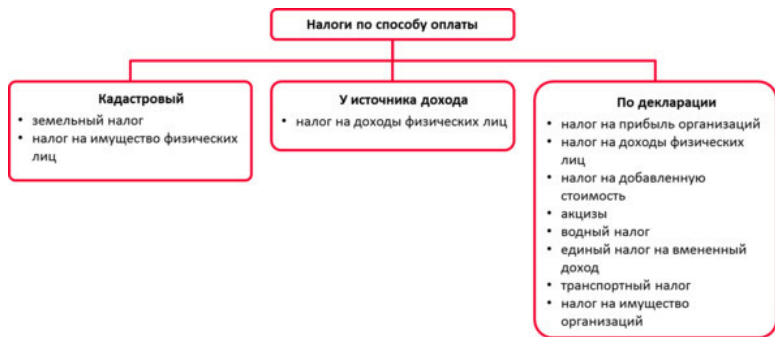 Налоги по способу оплаты
Кадастровый
• земельный налог
• налог на имущество физических
лиц
У источника дохода
• налог на доходы физических лиц
По декларации
• налог на прибыль организаций
• налог на доходы физических
лиц
• налог на добавленную
стоимость
• акцизы
• водный налог
• единый налог на вмененный
доход
• транспортный налог
• налог на имущество
организаций